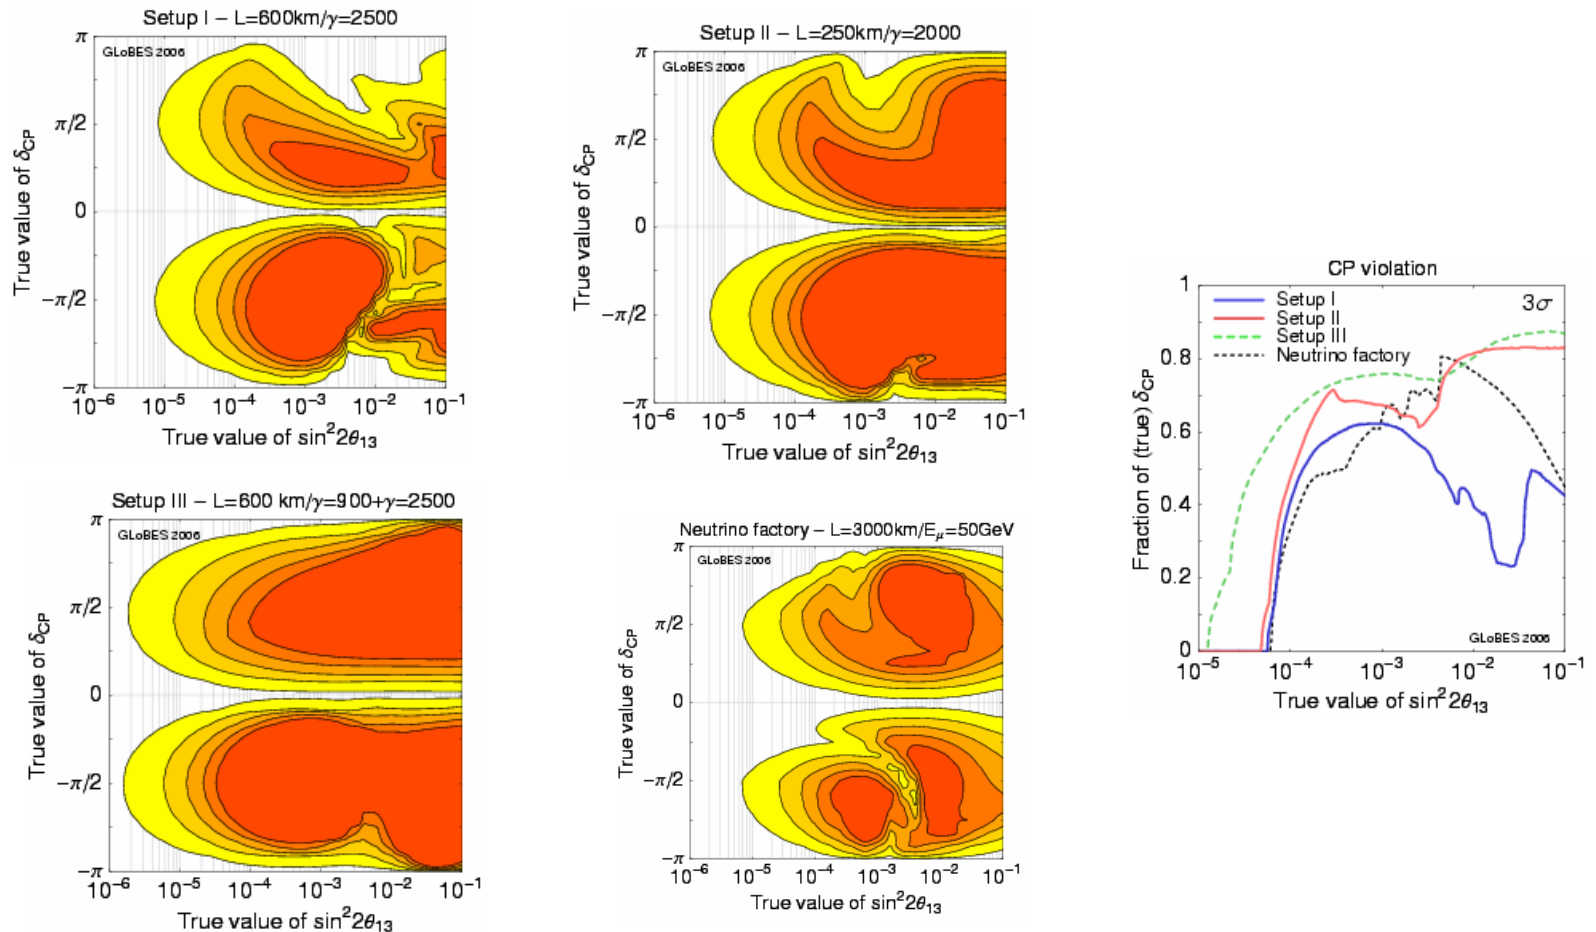 Setup I – L=600km/γ=2500
GLoBES 2006
π
π/2
0
−π/2
−π
True value of δCP
10⁻⁶ 10⁻⁵ 10⁻⁴ 10⁻³ 10⁻² 10⁻¹
True value of sin²2θ₁₃
Setup II – L=250km/γ=2000
GLoBES 2006
π
π/2
0
−π/2
−π
True value of δCP
10⁻⁶ 10⁻⁵ 10⁻⁴ 10⁻³ 10⁻² 10⁻¹
True value of sin²2θ₁₃
Setup III – L=600 km/γ=900+γ=2500
GLoBES 2006
π
π/2
0
−π/2
−π
True value of δCP
10⁻⁶ 10⁻⁵ 10⁻⁴ 10⁻³ 10⁻² 10⁻¹
True value of sin²2θ₁₃
Neutrino factory – L=3000km/Eμ=50GeV
GLoBES 2006
π
π/2
0
−π/2
−π
True value of δCP
10⁻⁶ 10⁻⁵ 10⁻⁴ 10⁻³ 10⁻² 10⁻¹
True value of sin²2θ₁₃
CP violation
Setup I
Setup II
Setup III
Neutrino factory
3σ
1
0.8
0.6
0.4
0.2
0
Fraction of (true) δCP
GLoBES 2006
10⁻⁵ 10⁻⁴ 10⁻³ 10⁻² 10⁻¹
True value of sin²2θ₁₃